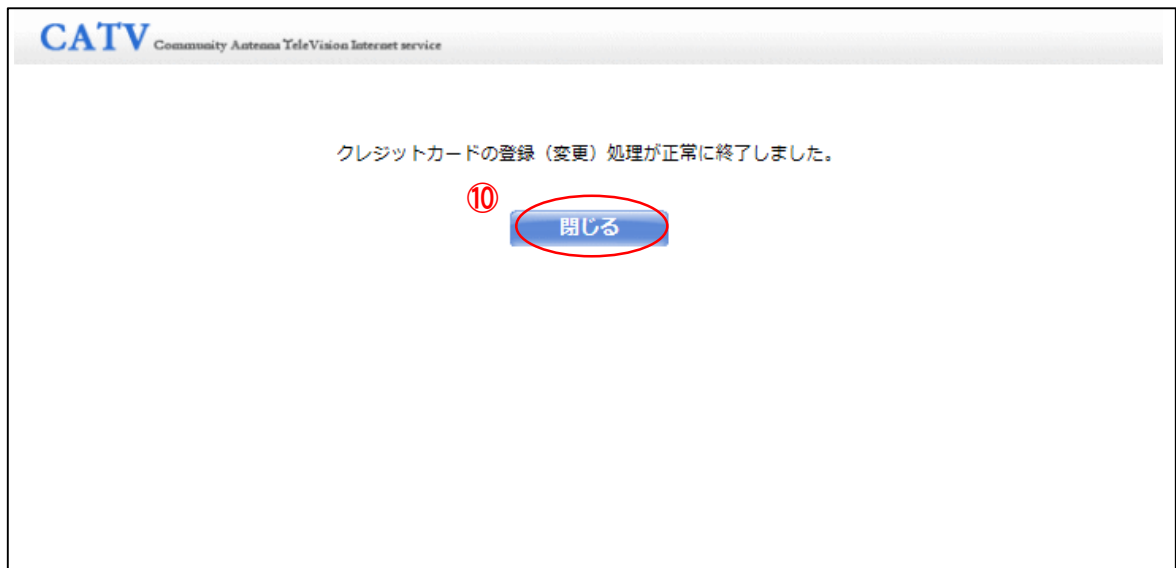 CATV Community Antenna TeleVision Internet service
クレジットカードの登録（変更）処理が正常に終了しました。
⑩
閉じる